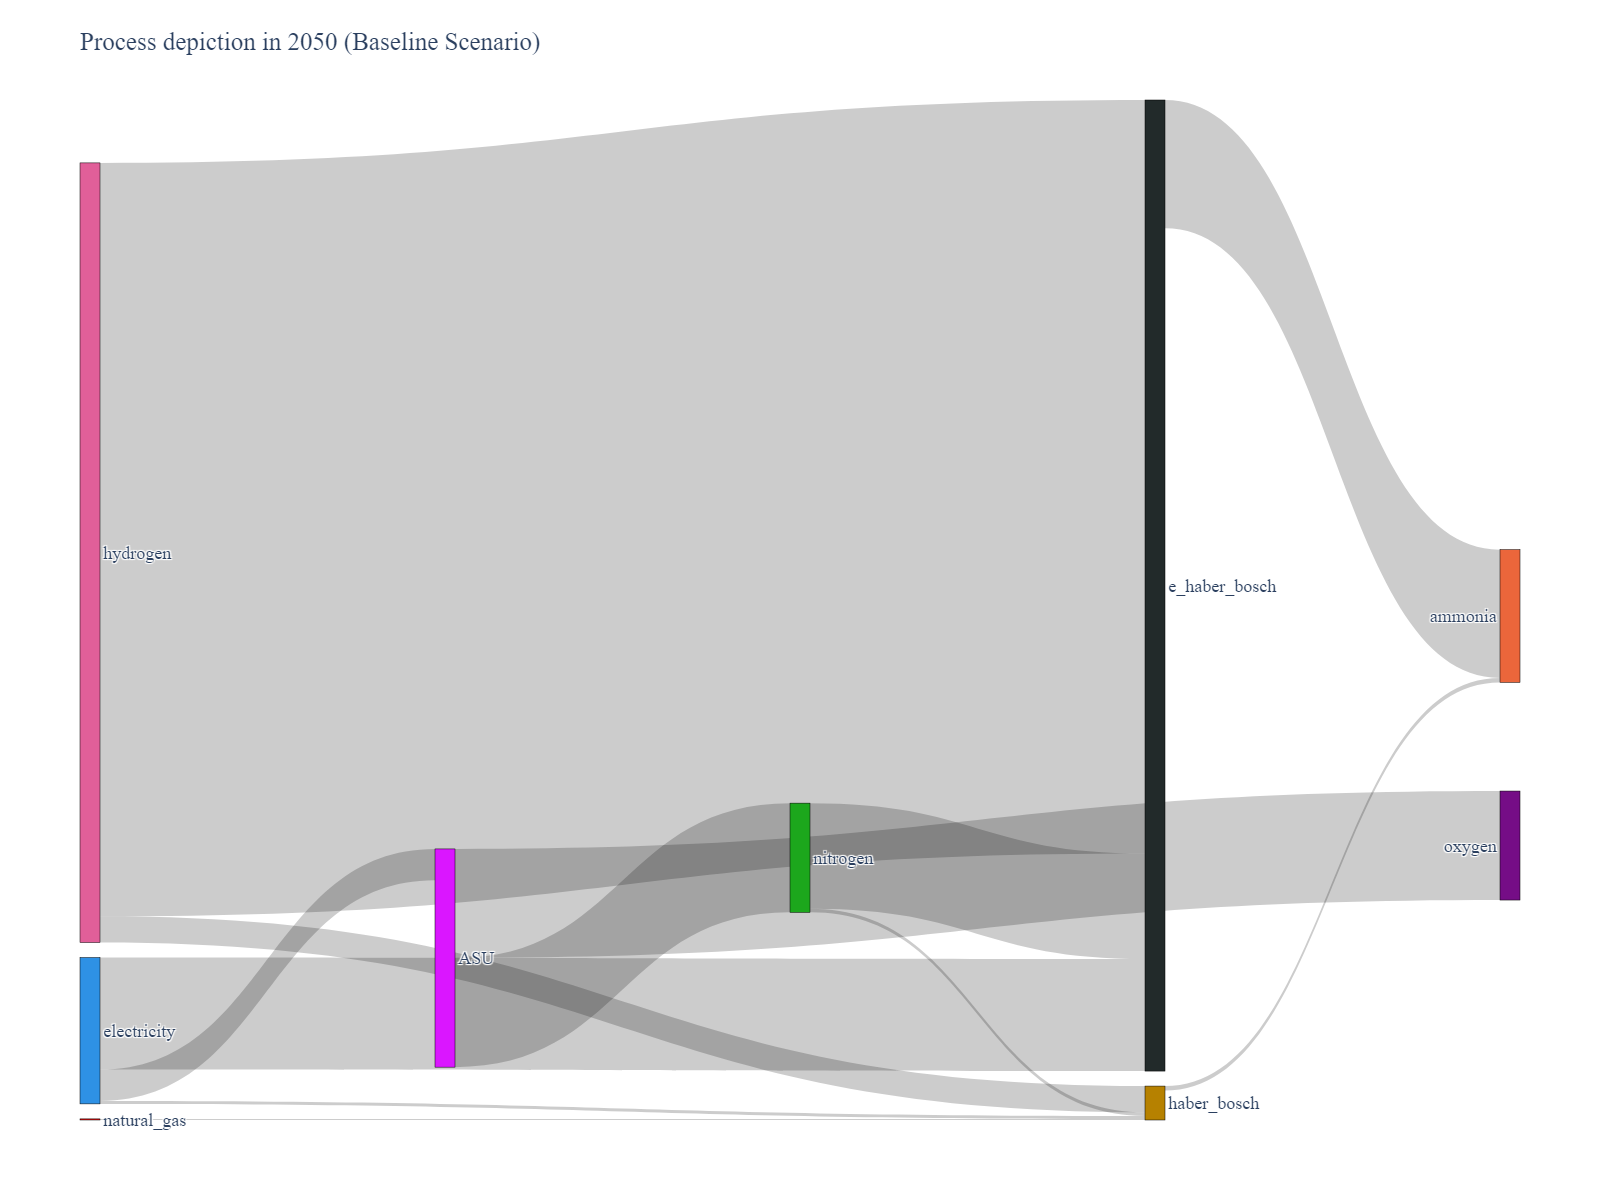 Process depiction in 2050 (Baseline Scenario)
hydrogen
e_haber_bosch
ammonia
oxygen
nitrogen
ASU
electricity
haber_bosch
natural_gas